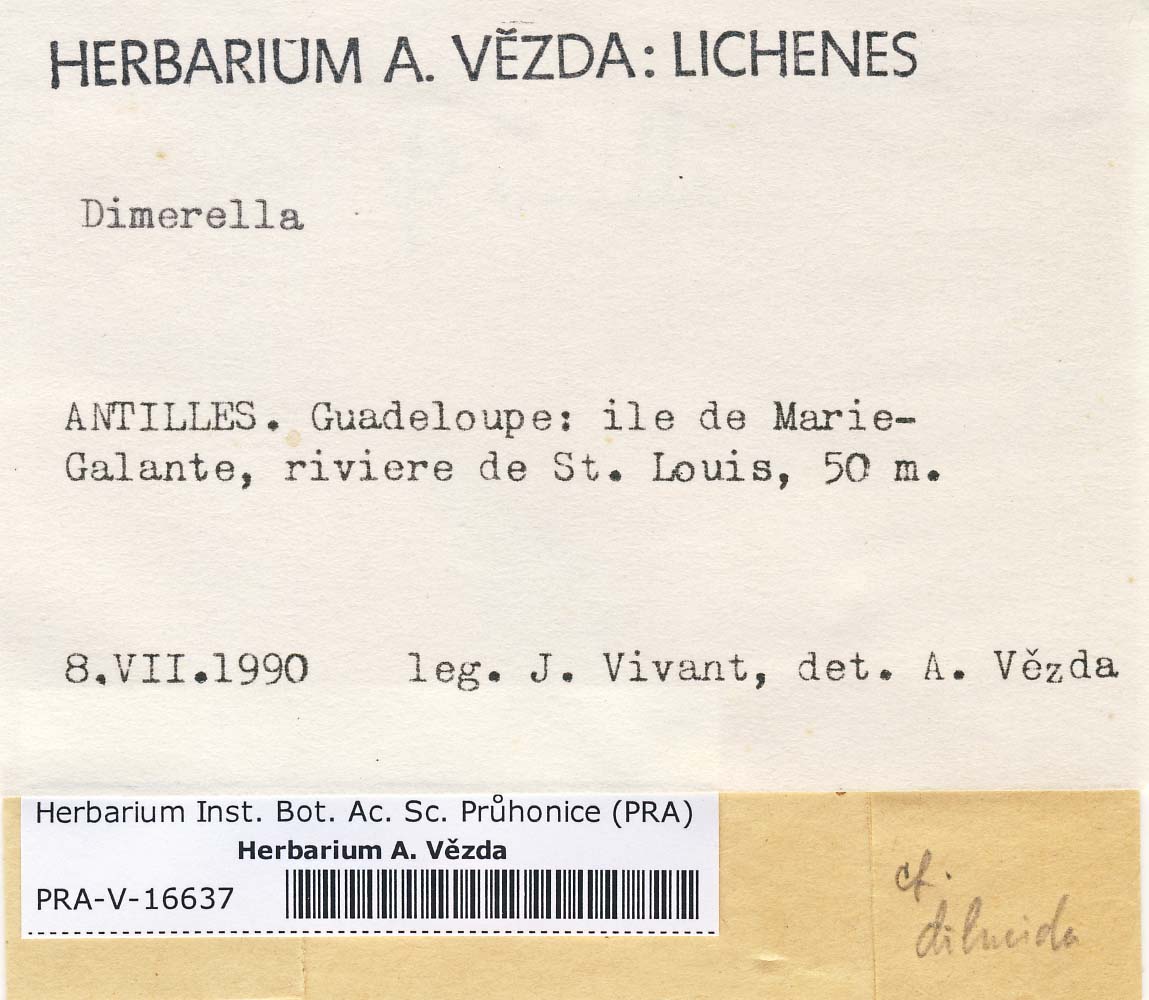 HERBARIUM A. VĚZDA: LICHENES
Dimerella
ANTILLES. Guadeloupe: ile de Marie-
Galante, riviere de St. Louis, 50 m.
8.VII.1990 leg. J. Vivant, det. A. Vězda
Herbarium Inst. Bot. Ac. Sc. Průhonice (PRA)
Herbarium A. Vězda
PRA-V-16637
cf.
dilucida